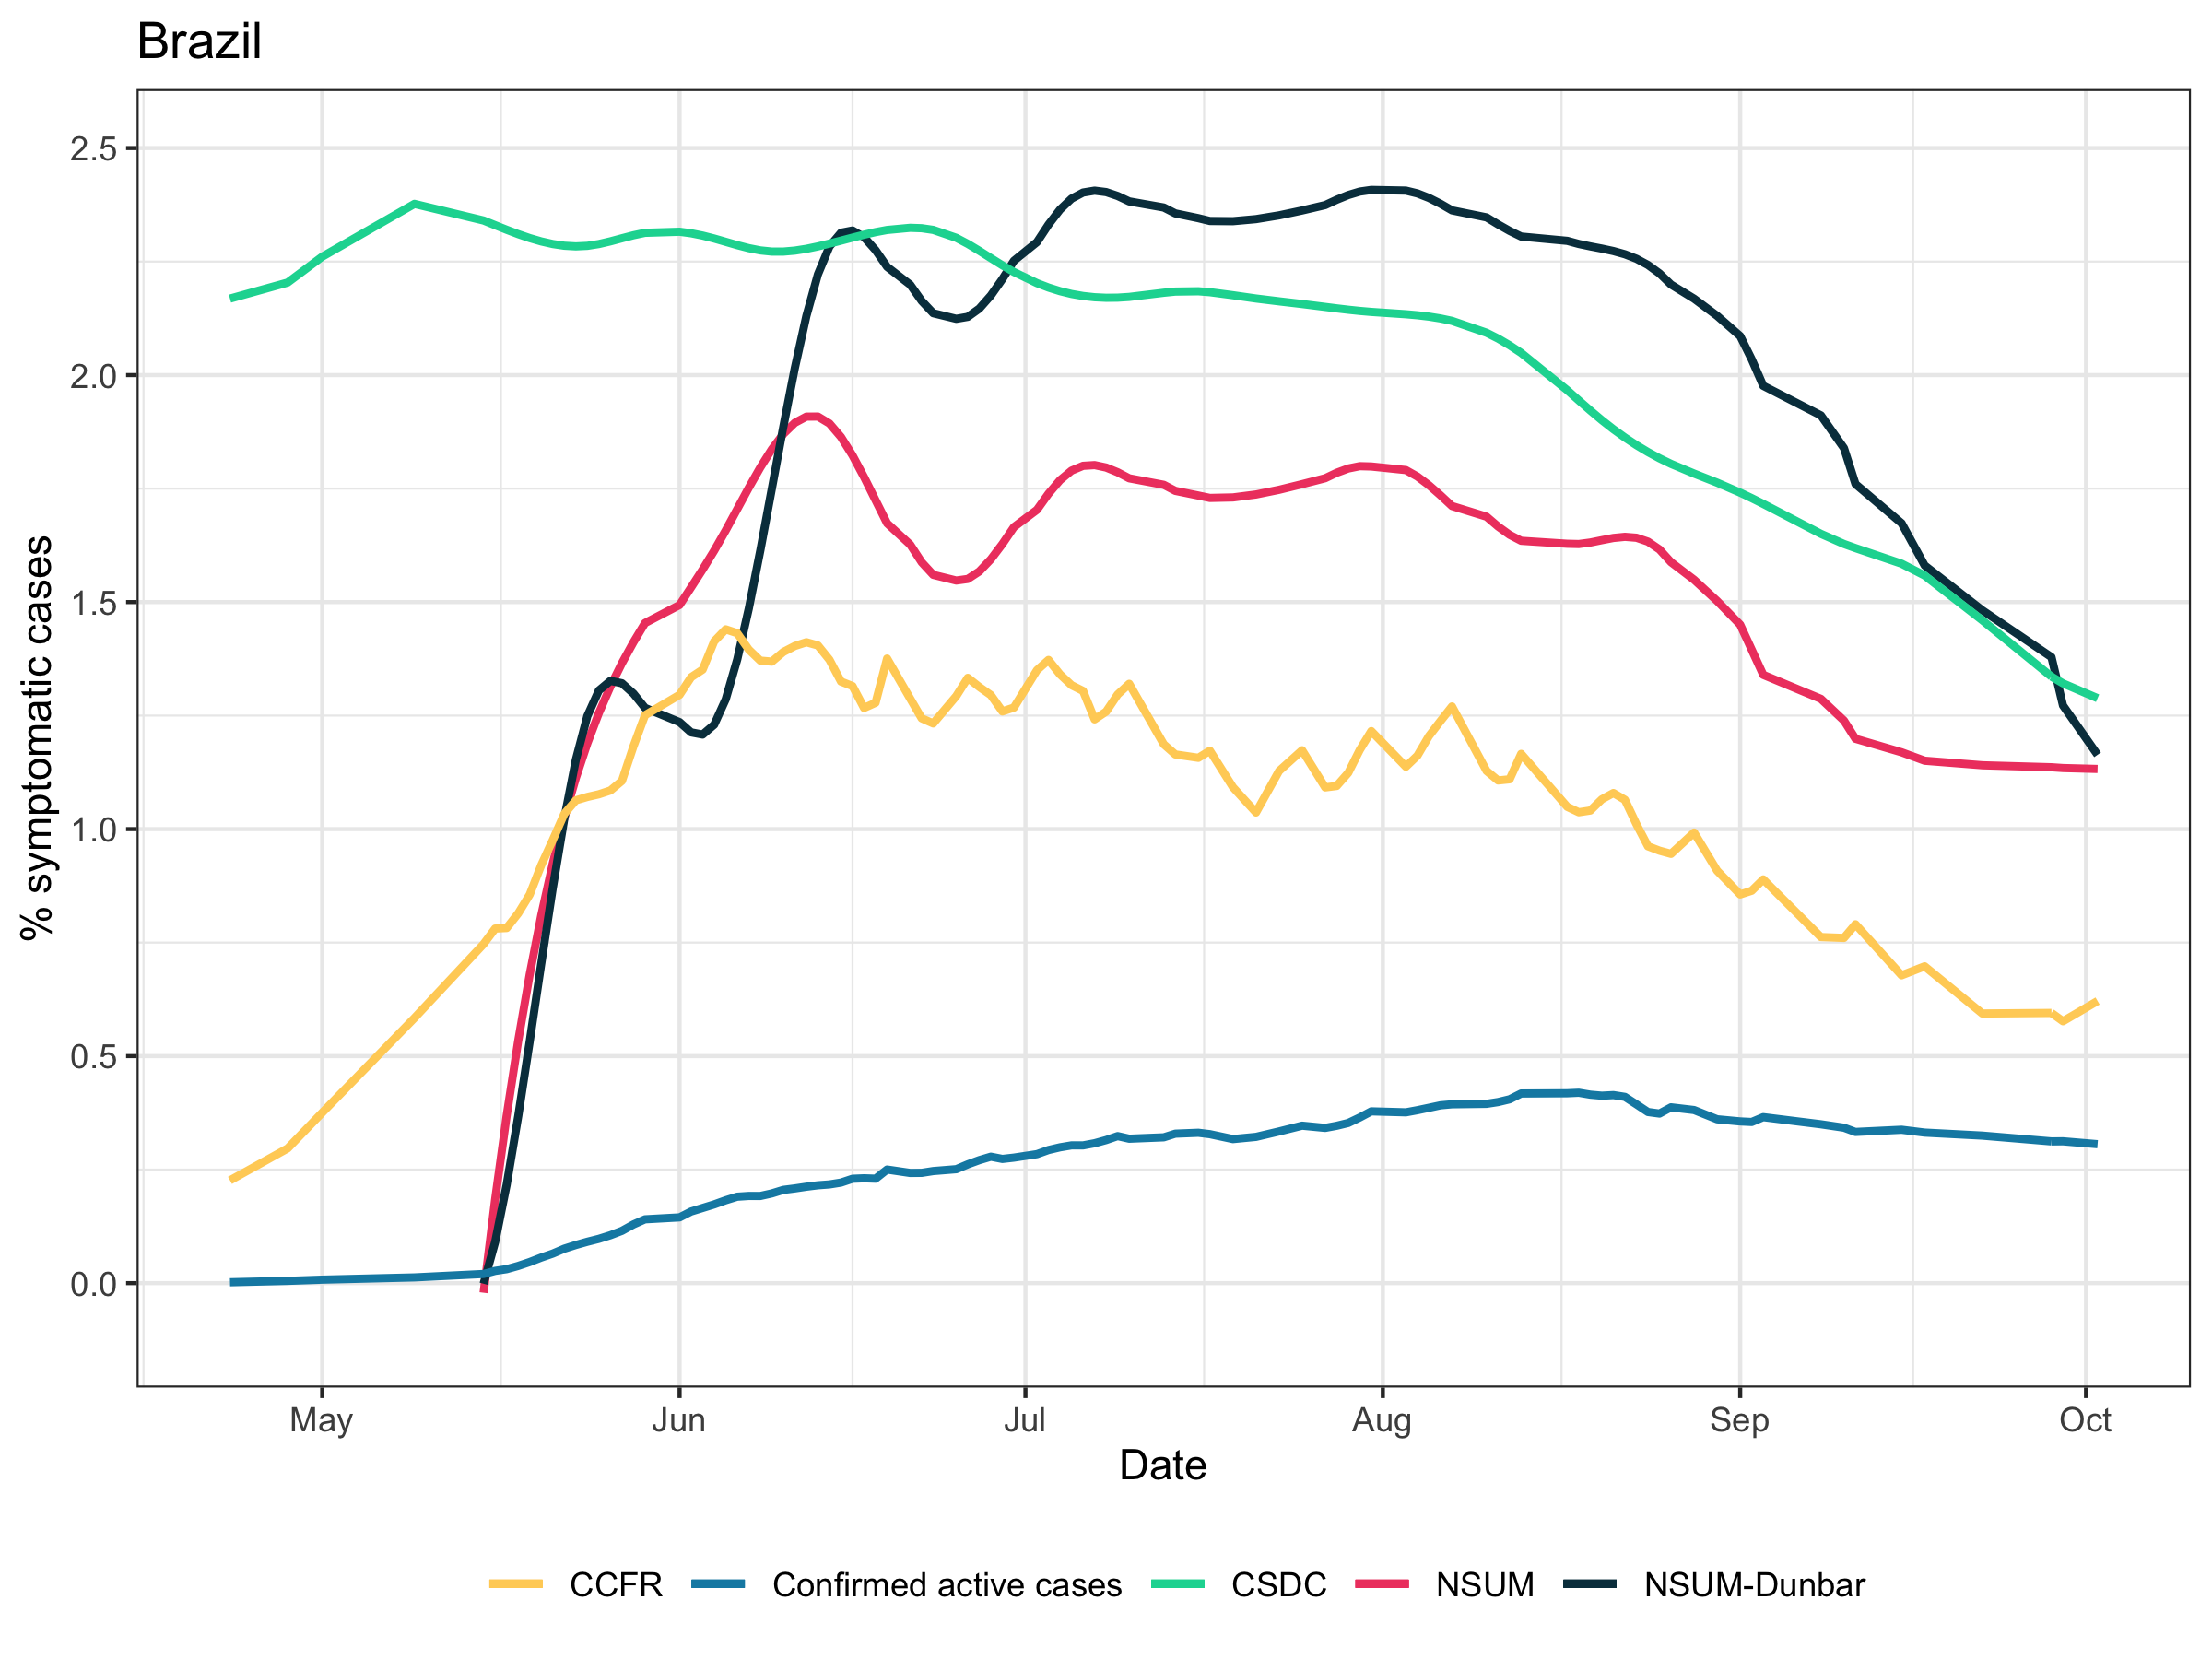 Brazil
% symptomatic cases
2.5
2.0
1.5
1.0
0.5
0.0
May Jun Jul Aug Sep Oct
Date
CCFR Confirmed active cases CSDC NSUM NSUM-Dunbar